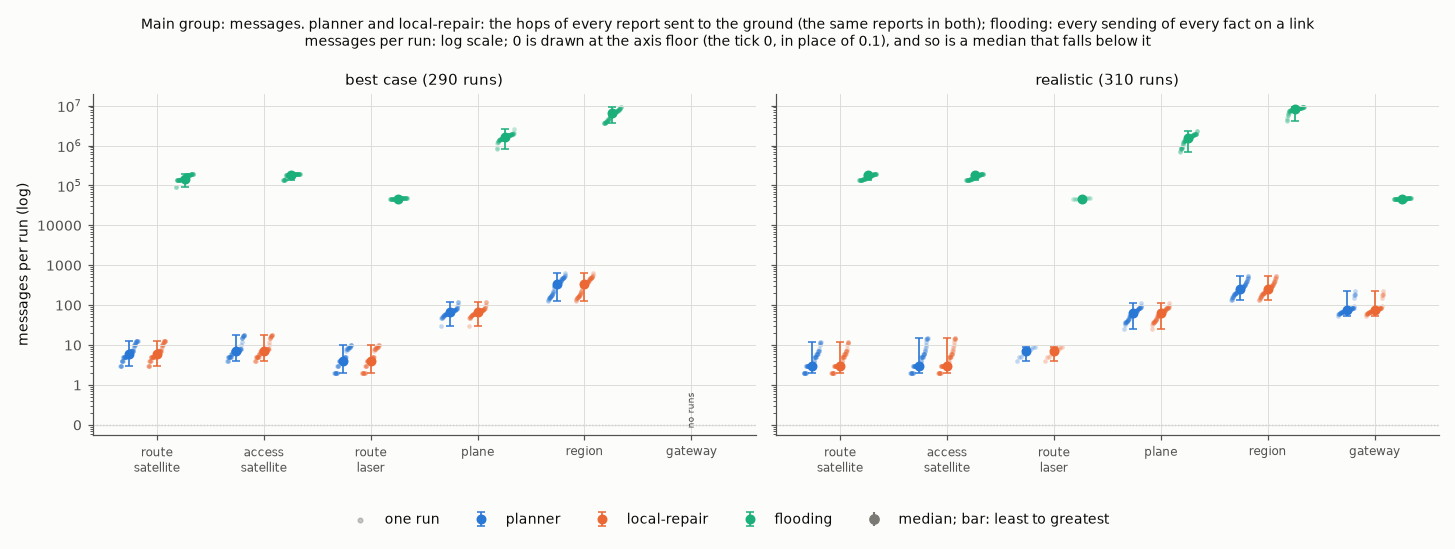 Main group: messages. planner and local-repair: the hops of every report sent to the ground (the same reports in both); flooding: every sending of every fact on a link
messages per run: log scale; 0 is drawn at the axis floor (the tick 0, in place of 0.1), and so is a median that falls below it
best case (290 runs)
realistic (310 runs)
messages per run (log)
10⁷
10⁶
10⁵
10000
1000
100
10
1
0
no runs
route satellite
access satellite
route laser
plane
region
gateway
route satellite
access satellite
route laser
plane
region
gateway
one run
planner
local-repair
flooding
median; bar: least to greatest